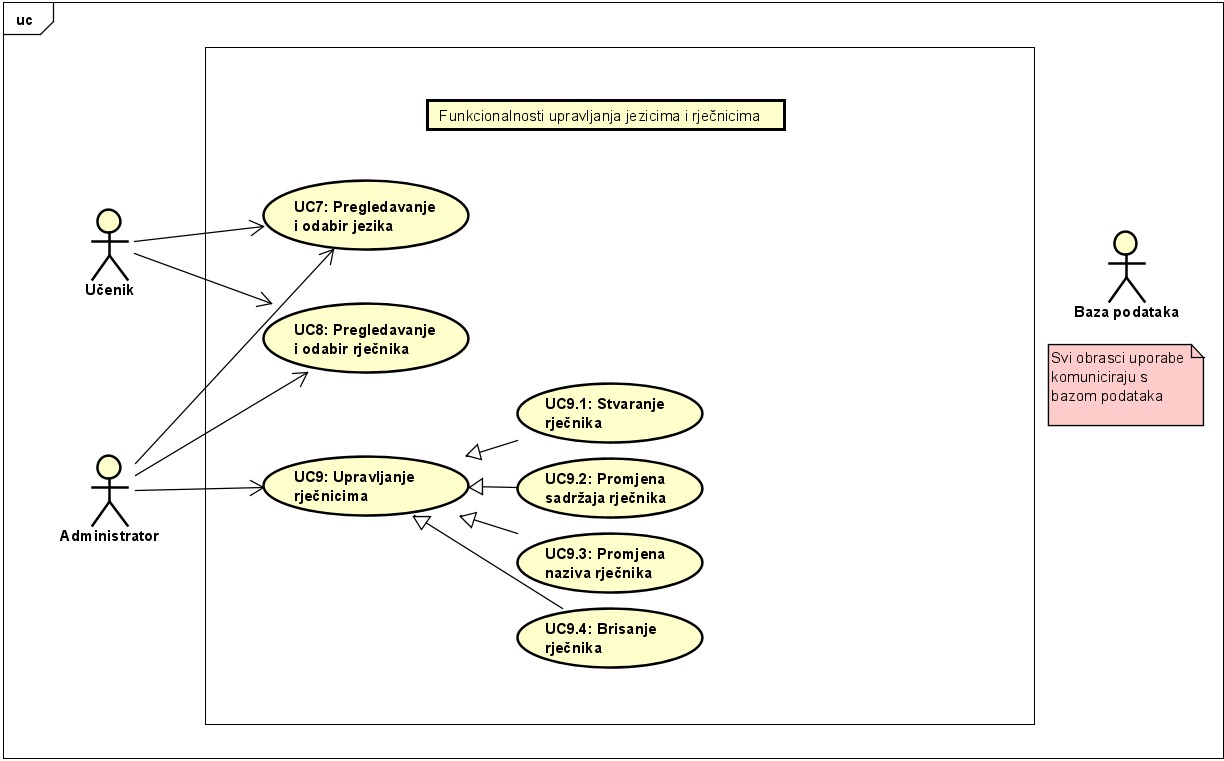 uc
Funkcionalnosti upravljanja jezicima i rječnicima
UC7: Pregledavanje
i odabir jezika
Učenik
Baza podataka
UC8: Pregledavanje
i odabir rječnika
Svi obrasci uporabe
komuniciraju s
bazom podataka
UC9.1: Stvaranje
rječnika
UC9: Upravljanje
rječnicima
UC9.2: Promjena
sadržaja rječnika
Administrator
UC9.3: Promjena
naziva rječnika
UC9.4: Brisanje
rječnika